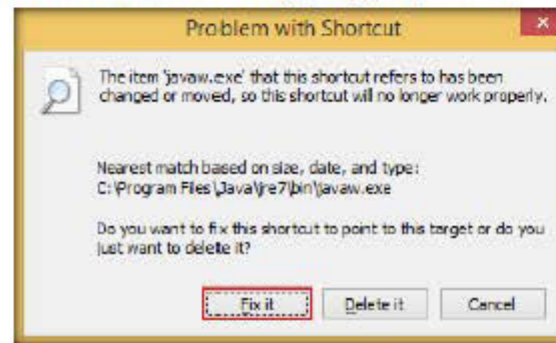 Problem with Shortcut
The item 'javaw.exe' that this shortcut refers to has been
changed or moved, so this shortcut will no longer work properly.
Nearest match based on size, date, and type:
C:\Program Files\Java\jre7\bin\javaw.exe
Do you want to fix this shortcut to point to this target or do you
just want to delete it?
Fix it Delete it Cancel